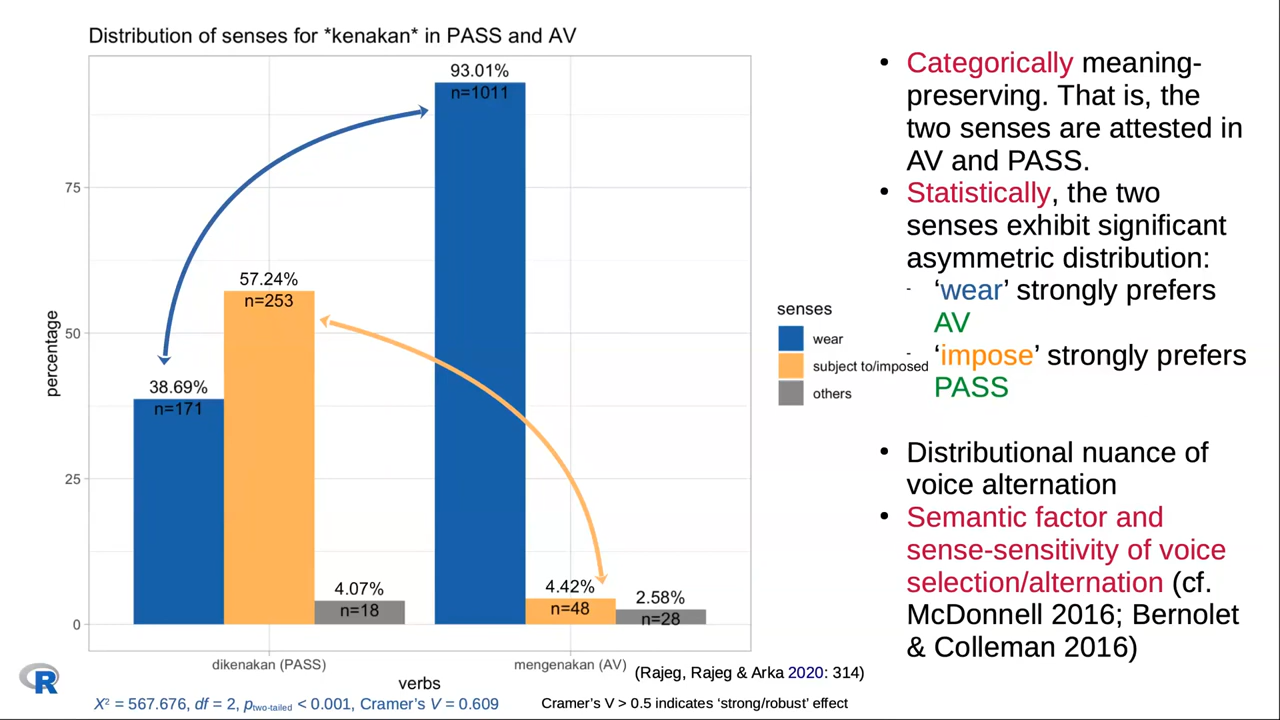 Distribution of senses for *kenakan* in PASS and AV
percentage
75
50
25
0
38.69%
n=171
57.24%
n=253
4.07%
n=18
93.01%
n=1011
4.42%
n=48
2.58%
n=28
dikenakan (PASS)
mengenakan (AV)
verbs
senses
wear
subject to/imposed
others
(Rajeg, Rajeg & Arka 2020: 314)
R
X² = 567.676, df = 2, ptwo-tailed < 0.001, Cramer’s V = 0.609
Cramer’s V > 0.5 indicates ‘strong/robust’ effect
• Categorically meaning-
preserving. That is, the
two senses are attested in
AV and PASS.
• Statistically, the two
senses exhibit significant
asymmetric distribution:
- ‘wear’ strongly prefers
AV
- ‘impose’ strongly prefers
PASS
• Distributional nuance of
voice alternation
• Semantic factor and
sense-sensitivity of voice
selection/alternation (cf.
McDonnell 2016; Bernolet
& Colleman 2016)